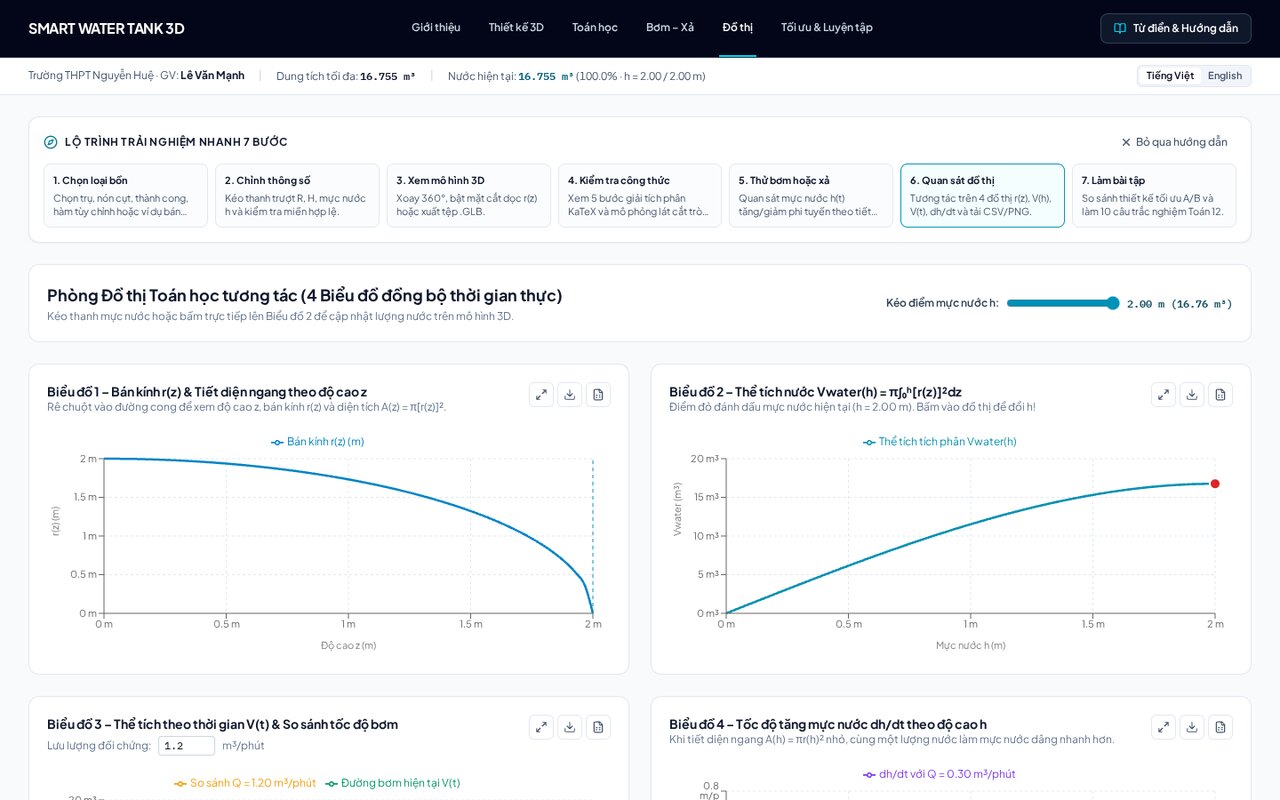 SMART WATER TANK 3D
Giới thiệu
Thiết kế 3D
Toán học
Bơm – Xả
Đồ thị
Tối ưu & Luyện tập
Từ điển & Hướng dẫn
Trường THPT Nguyễn Huệ · GV: Lê Văn Mạnh
Dung tích tối đa: 16.755 m³
Nước hiện tại: 16.755 m³ (100.0% · h = 2.00 / 2.00 m)
Tiếng Việt
English
LỘ TRÌNH TRẢI NGHIỆM NHANH 7 BƯỚC
Bỏ qua hướng dẫn
1. Chọn loại bồn
Chọn trụ, nón cụt, thành cong,
hàm tùy chỉnh hoặc ví dụ bán…
2. Chỉnh thông số
Kéo thanh trượt R, H, mực nước
h và kiểm tra miền hợp lệ.
3. Xem mô hình 3D
Xoay 360°, bật mặt cắt dọc r(z)
hoặc xuất tệp .GLB.
4. Kiểm tra công thức
Xem 5 bước giải tích phân
KaTeX và mô phỏng lát cắt trò…
5. Thử bơm hoặc xả
Quan sát mực nước h(t)
tăng/giảm phi tuyến theo tiết…
6. Quan sát đồ thị
Tương tác trên 4 đồ thị r(z), V(h),
V(t), dh/dt và tải CSV/PNG.
7. Làm bài tập
So sánh thiết kế tối ưu A/B và
làm 10 câu trắc nghiệm Toán 12.
Phòng Đồ thị Toán học tương tác (4 Biểu đồ đồng bộ thời gian thực)
Kéo thanh mực nước hoặc bấm trực tiếp lên Biểu đồ 2 để cập nhật lượng nước trên mô hình 3D.
Kéo điểm mực nước h:
2.00 m (16.76 m³)
Biểu đồ 1 – Bán kính r(z) & Tiết diện ngang theo độ cao z
Rê chuột vào đường cong để xem độ cao z, bán kính r(z) và diện tích A(z) = π[r(z)]².
Bán kính r(z) (m)
2 m
1.5 m
1 m
0.5 m
0 m
r(z) (m)
0 m
0.5 m
1 m
1.5 m
2 m
Độ cao z (m)
Biểu đồ 2 – Thể tích nước Vwater(h) = π∫₀ʰ[r(z)]²dz
Điểm đỏ đánh dấu mực nước hiện tại (h = 2.00 m). Bấm vào đồ thị để đổi h!
Thể tích tích phân Vwater(h)
20 m³
15 m³
10 m³
5 m³
0 m³
Vwater (m³)
0 m
0.5 m
1 m
1.5 m
2 m
Mực nước h (m)
Biểu đồ 3 – Thể tích theo thời gian V(t) & So sánh tốc độ bơm
Lưu lượng đối chứng: 1.2 m³/phút
So sánh Q = 1.20 m³/phút
Đường bơm hiện tại V(t)
20 m³
Biểu đồ 4 – Tốc độ tăng mực nước dh/dt theo độ cao h
Khi tiết diện ngang A(h) = πr(h)² nhỏ, cùng một lượng nước làm mực nước dâng nhanh hơn.
dh/dt với Q = 0.30 m³/phút
0.8
m/p